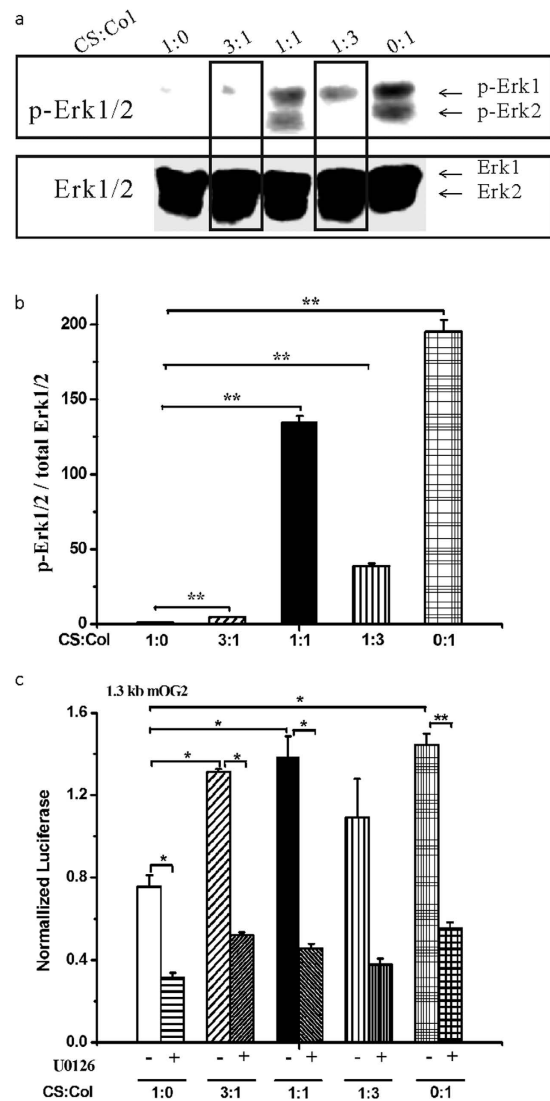 a
CS:Col 1:0 3:1 1:1 1:3 0:1
p-Erk1/2
p-Erk1
p-Erk2
Erk1/2
Erk1
Erk2
b
p-Erk1/2 / total Erk1/2
200
150
100
50
0
** ** ** **
CS:Col 1:0 3:1 1:1 1:3 0:1
c
1.3 kb mOG2
Normallized Luciferase
1.6
1.2
0.8
0.4
0.0
* * * * * * **
U0126 - + - + - + - + - +
CS:Col 1:0 3:1 1:1 1:3 0:1